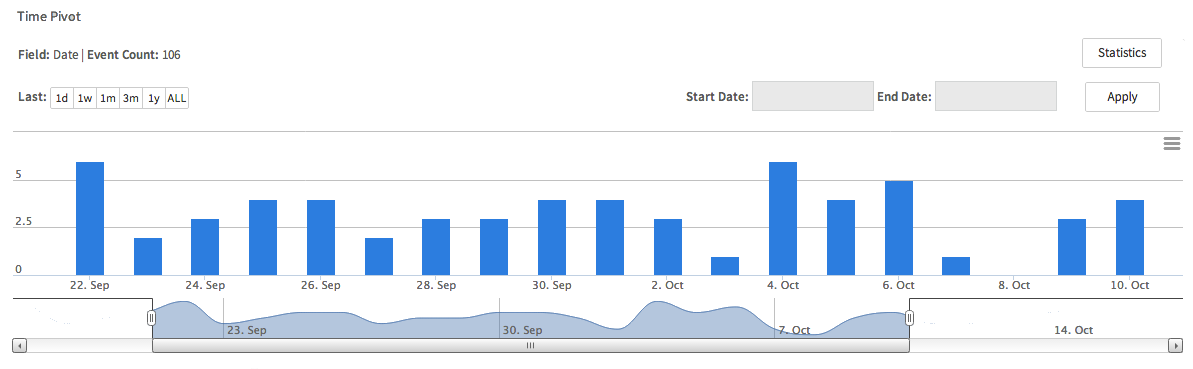 Time Pivot
Field: Date | Event Count: 106
Statistics
Last: 1d 1w 1m 3m 1y ALL
Start Date: End Date: Apply
5
2.5
0
22. Sep 24. Sep 26. Sep 28. Sep 30. Sep 2. Oct 4. Oct 6. Oct 8. Oct 10. Oct
23. Sep 30. Sep 7. Oct 14. Oct